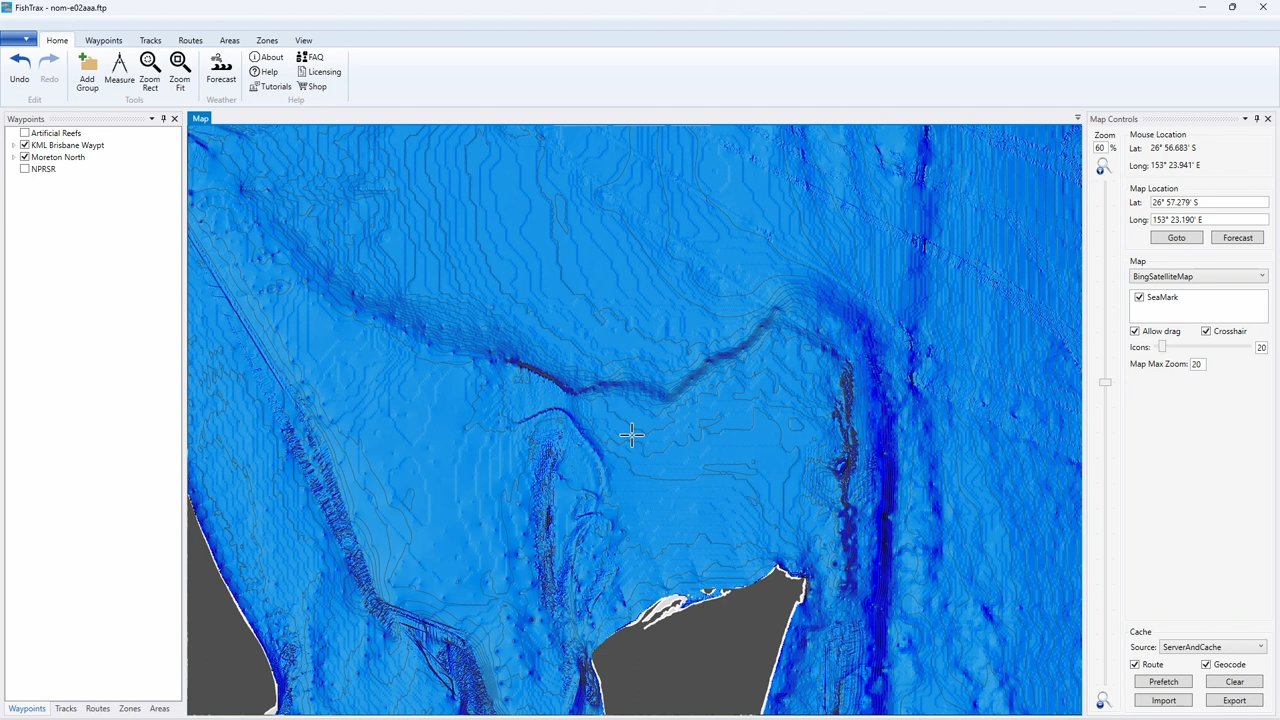 FishTrax - nom-e02aaa.ftp
Home Waypoints Tracks Routes Areas Zones View
Undo Redo Add Group Measure Zoom Rect Zoom Fit Forecast
About FAQ
Help Licensing
Tutorials Shop
Edit Tools Weather Help
Waypoints
Artificial Reefs
KML Brisbane Waypt
Moreton North
NPRSR
Waypoints Tracks Routes Zones Areas
Map
Map Controls
Zoom
60 %
Mouse Location
Lat: 26° 56.683' S
Long: 153° 23.941' E
Map Location
Lat: 26° 57.279' S
Long: 153° 23.190' E
Goto Forecast
Map
BingSatelliteMap
SeaMark
Allow drag Crosshair
Icons: 20
Map Max Zoom: 20
Cache
Source: ServerAndCache
Route Geocode
Prefetch Clear
Import Export